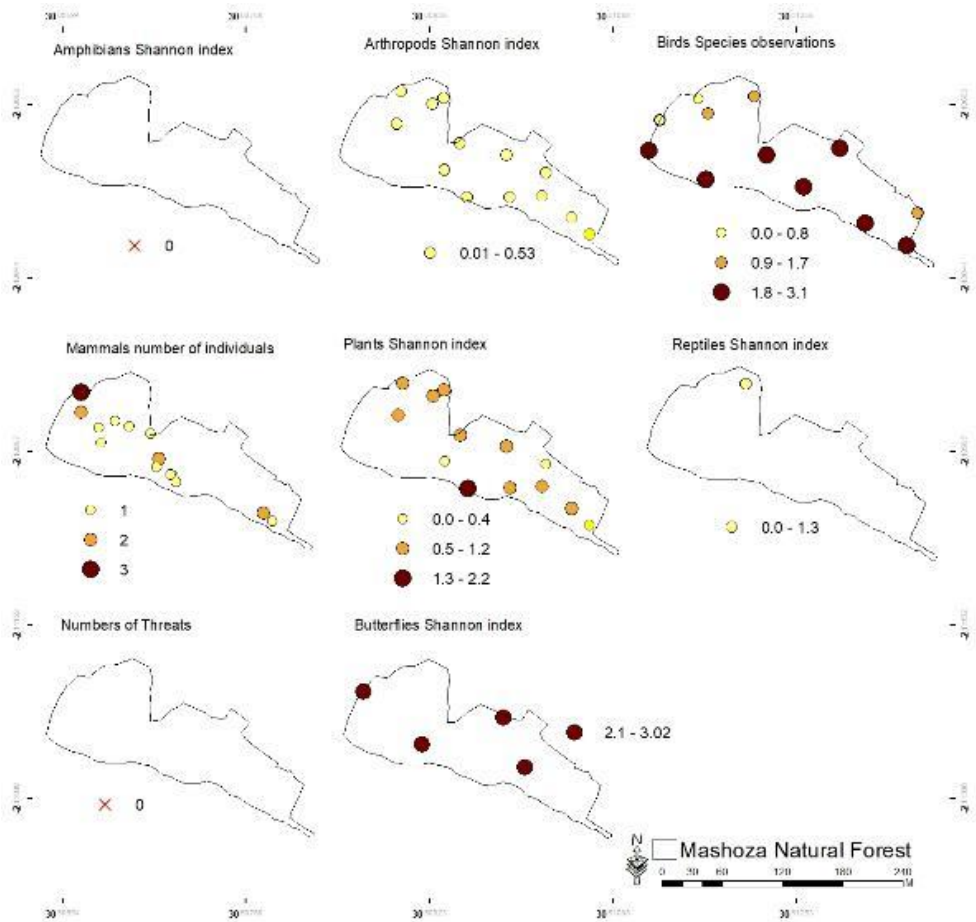 Amphibians Shannon index
Arthropods Shannon index
Birds Species observations
0
0.01 - 0.53
0.0 - 0.8
0.9 - 1.7
1.8 - 3.1
Mammals number of individuals
Plants Shannon index
Reptiles Shannon index
1
2
3
0.0 - 0.4
0.5 - 1.2
1.3 - 2.2
0.0 - 1.3
Numbers of Threats
Butterflies Shannon index
0
2.1 - 3.02
N
Mashoza Natural Forest
0 30 60 120 180 240
M